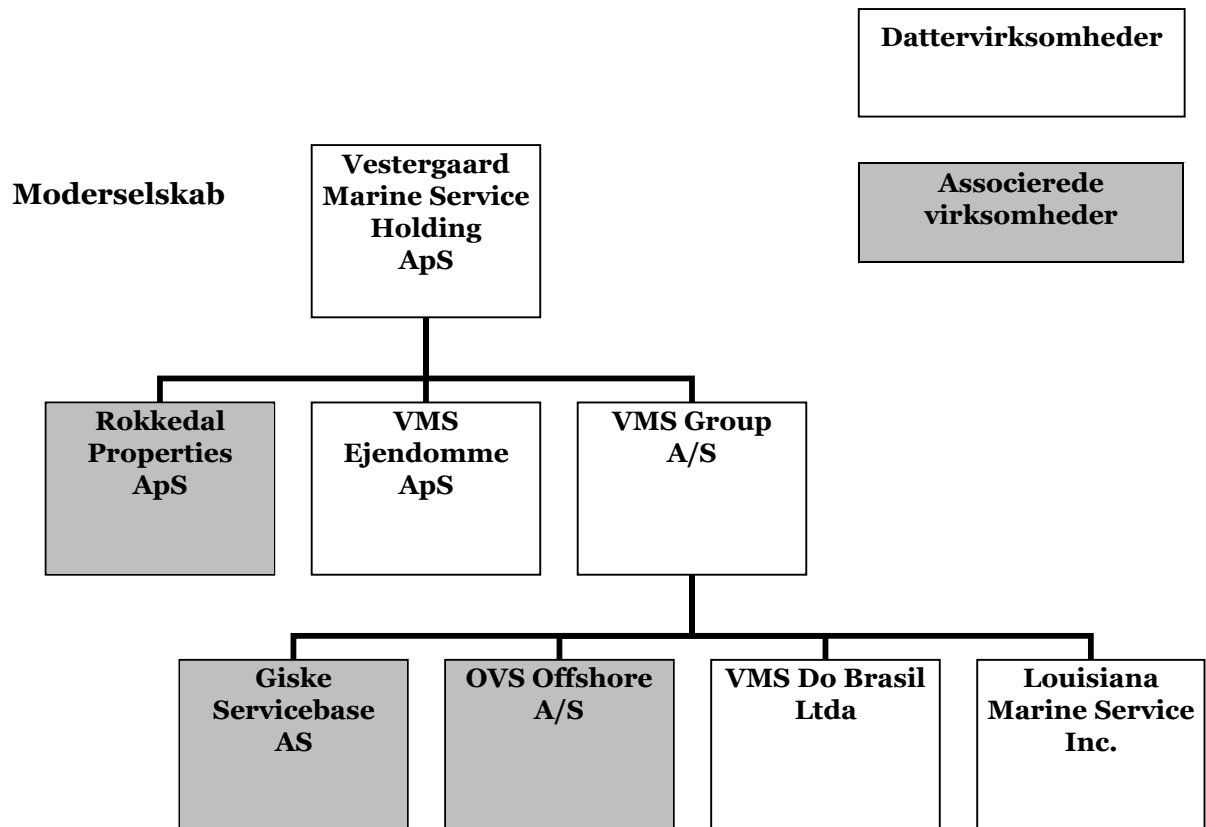 Dattervirksomheder
Moderselskab
Vestergaard
Marine Service
Holding
ApS
Associerede
virksomheder
Rokkedal
Properties
ApS
VMS
Ejendomme
ApS
VMS Group
A/S
Giske
Servicebase
AS
OVS Offshore
A/S
VMS Do Brasil
Ltda
Louisiana
Marine Service
Inc.